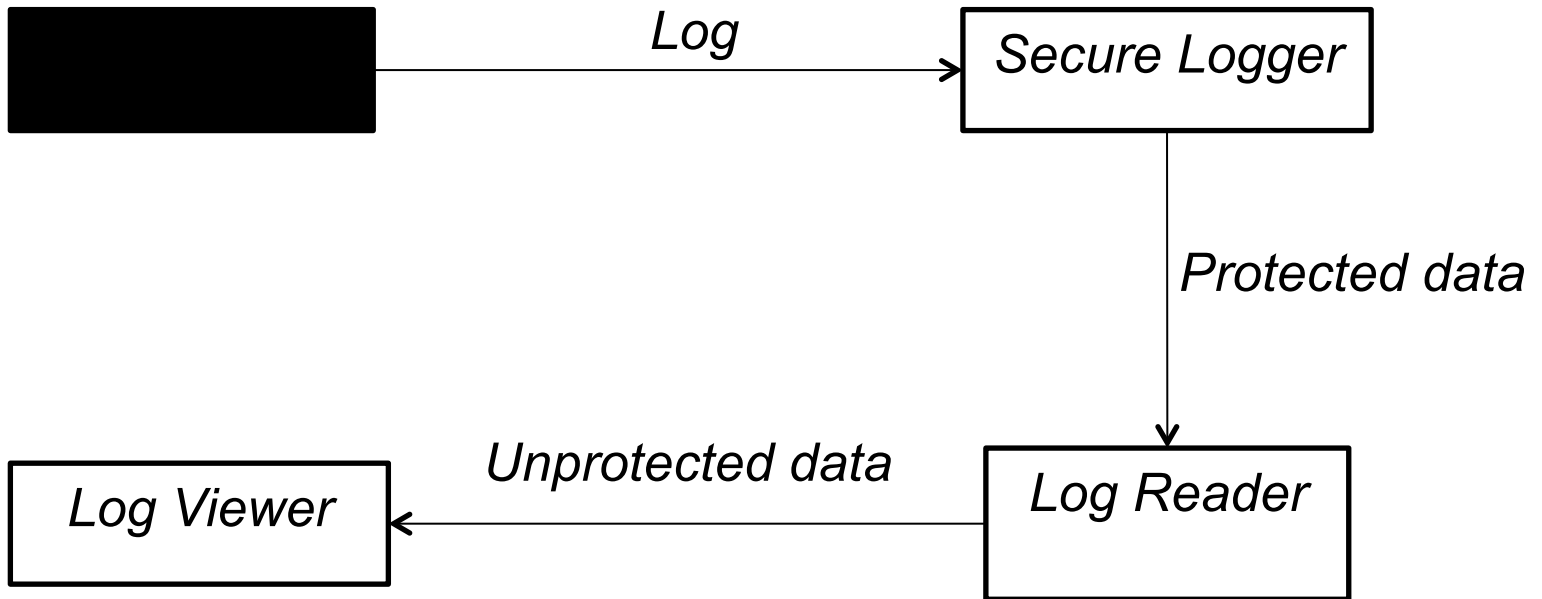 Log
Secure Logger
Protected data
Unprotected data
Log Viewer
Log Reader